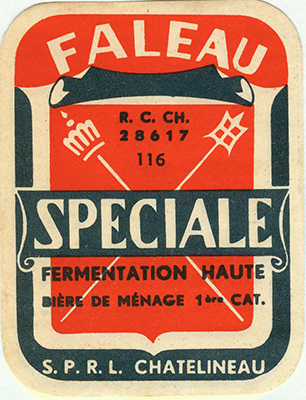 FALEAU
R. C. CH.
28617
116
SPECIALE
FERMENTATION HAUTE
BIÈRE DE MÉNAGE 1ère CAT.
S. P. R. L. CHATELINEAU